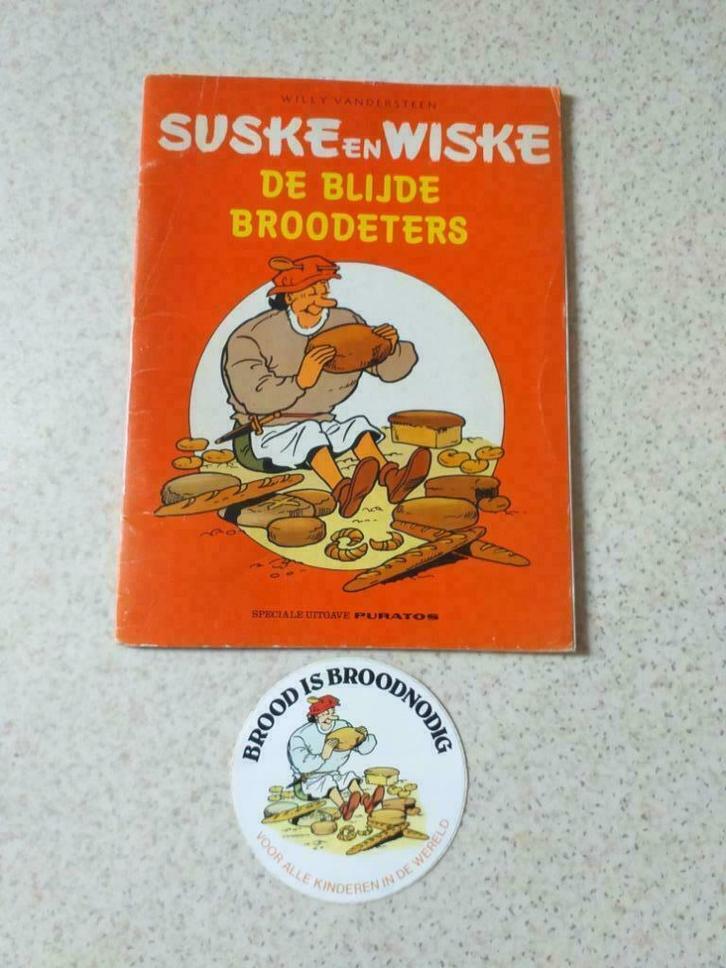 WILLY VANDERSTEEN
SUSKE EN WISKE
DE BLIJDE
BROODETERS
SPECIALE UITGAVE PURATOS
BROOD IS BROODNODIG
VOOR ALLE KINDEREN IN DE WERELD